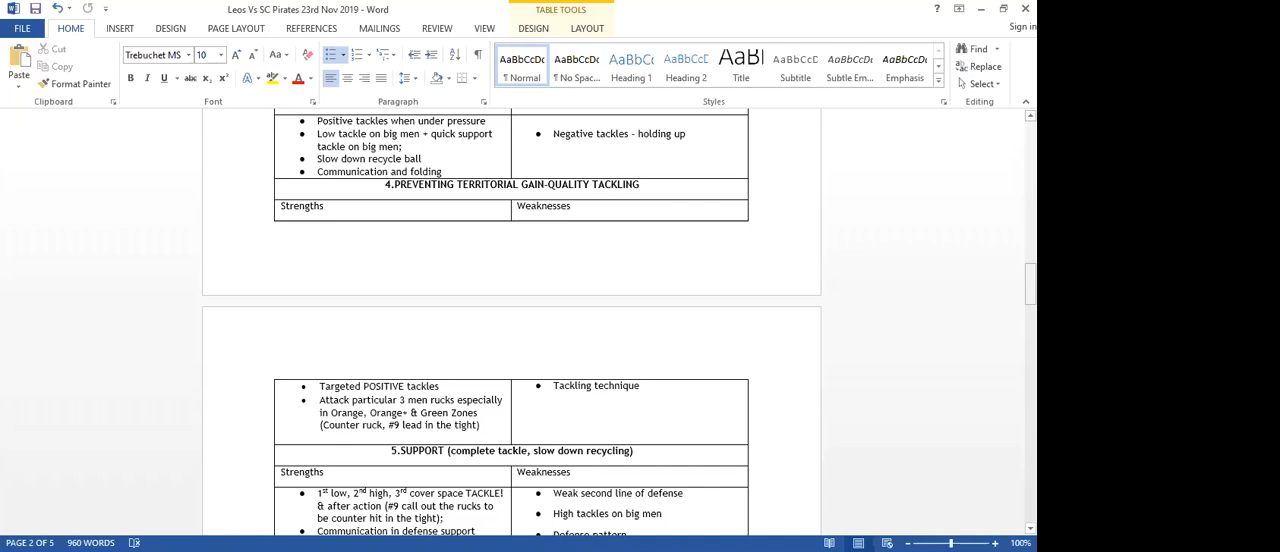 Leos Vs SC Pirates 23rd Nov 2019 - Word
TABLE TOOLS
?
FILE HOME INSERT DESIGN PAGE LAYOUT REFERENCES MAILINGS REVIEW VIEW DESIGN LAYOUT Sign in
Paste
Cut
Copy
Format Painter
Clipboard
Trebuchet MS 10
Font
Paragraph
AaBbCcDc AaBbCcDc AaBbCc AaBbCcDc AaBl AaBbCcDc AaBbCcDc AaBbCcDc
¶ Normal ¶ No Spac... Heading 1 Heading 2 Title Subtitle Subtle Em... Emphasis
Styles
Find
Replace
Select
Editing
• Positive tackles when under pressure
• Low tackle on big men + quick support
tackle on big men;
• Slow down recycle ball
• Communication and folding
• Negative tackles - holding up
4.PREVENTING TERRITORIAL GAIN-QUALITY TACKLING
Strengths Weaknesses
• Targeted POSITIVE tackles
• Attack particular 3 men rucks especially
in Orange, Orange+ & Green Zones
(Counter ruck, #9 lead in the tight)
• Tackling technique
5.SUPPORT (complete tackle, slow down recycling)
Strengths Weaknesses
• 1st low, 2nd high, 3rd cover space TACKLE!
& after action (#9 call out the rucks to
be counter hit in the tight);
• Communication in defense support
• Weak second line of defense
• High tackles on big men
• Defense pattern
PAGE 2 OF 5 960 WORDS 100%